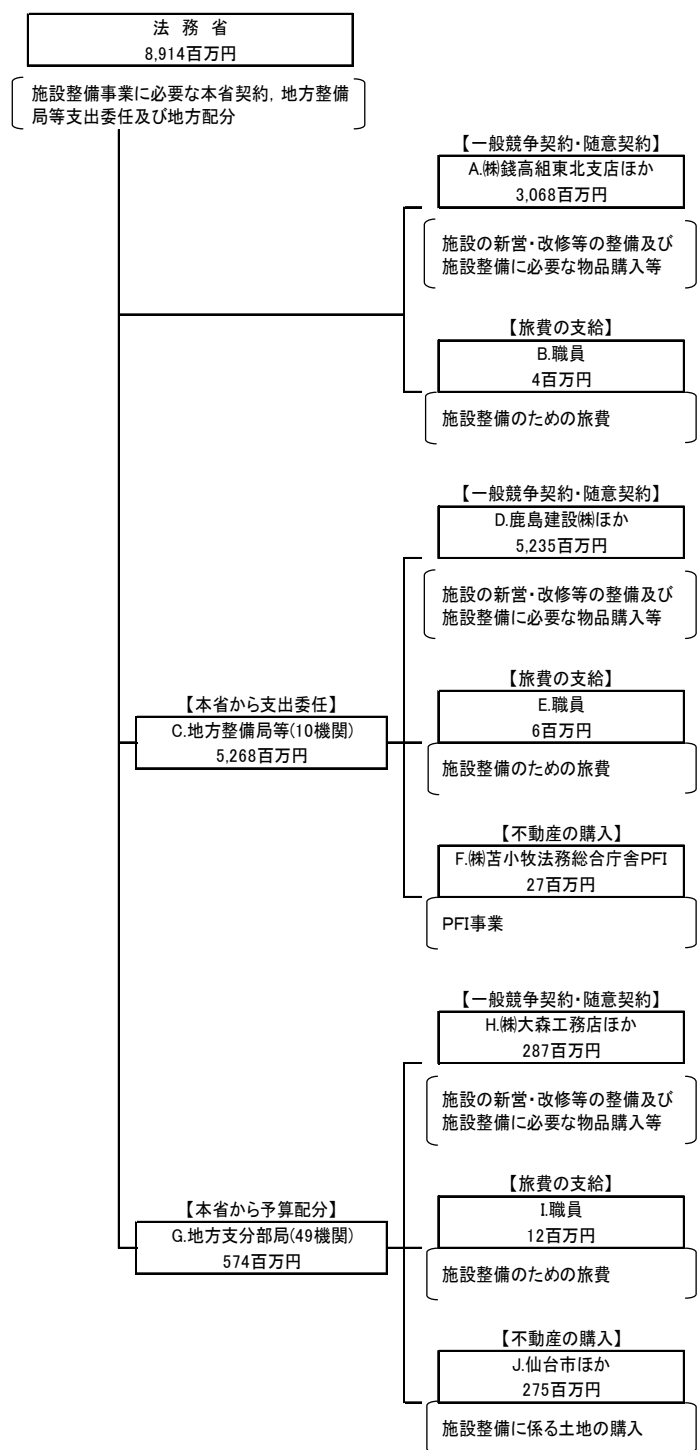 法 務 省
8,914百万円
施設整備事業に必要な本省契約, 地方整備
局等支出委任及び地方配分
【一般競争契約・随意契約】
A.㈱錢高組東北支店ほか
3,068百万円
施設の新営・改修等の整備及び
施設整備に必要な物品購入等
【旅費の支給】
B.職員
4百万円
施設整備のための旅費
【一般競争契約・随意契約】
D.鹿島建設㈱ほか
5,235百万円
施設の新営・改修等の整備及び
施設整備に必要な物品購入等
【旅費の支給】
E.職員
6百万円
施設整備のための旅費
【本省から支出委任】
C.地方整備局等(10機関)
5,268百万円
【不動産の購入】
F.㈱苫小牧法務総合庁舎PFI
27百万円
PFI事業
【一般競争契約・随意契約】
H.㈱大森工務店ほか
287百万円
施設の新営・改修等の整備及び
施設整備に必要な物品購入等
【旅費の支給】
I.職員
12百万円
施設整備のための旅費
【本省から予算配分】
G.地方支分部局(49機関)
574百万円
【不動産の購入】
J.仙台市ほか
275百万円
施設整備に係る土地の購入